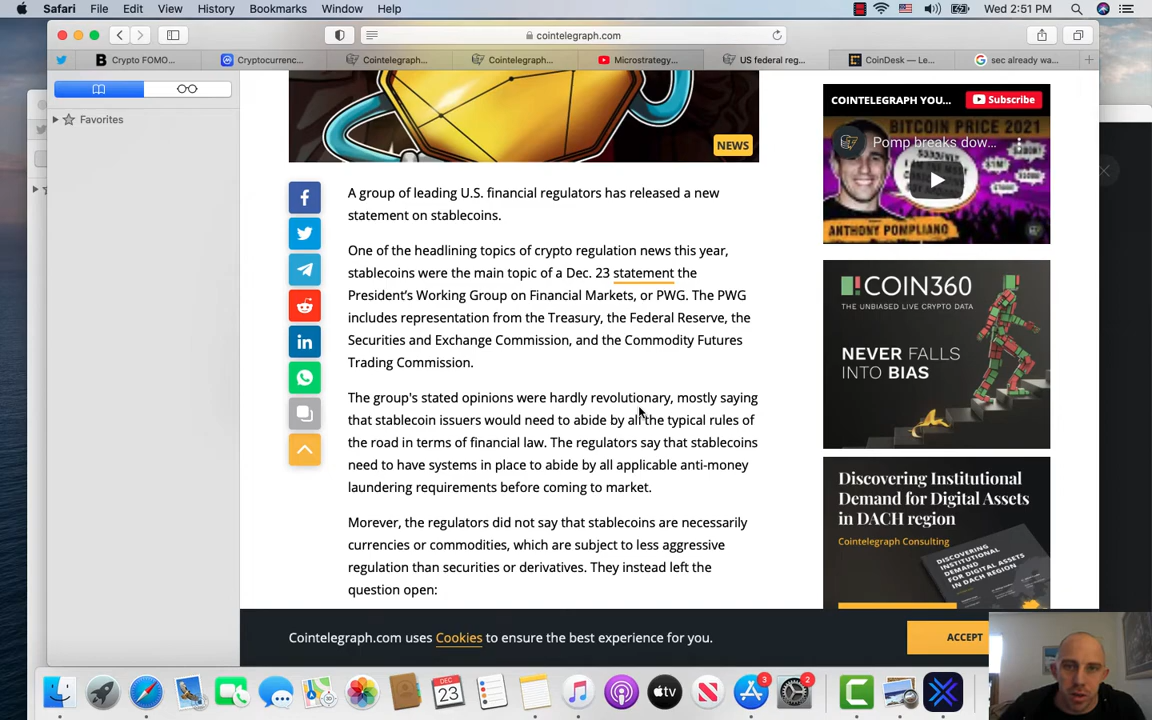 Safari File Edit View History Bookmarks Window Help Wed 2:51 PM
cointelegraph.com
Crypto FOMO... Cryptocurrenc... Cointelegraph... Cointelegraph... Microstrategy... US federal reg... CoinDesk — Le... sec already wa...
Favorites
NEWS
A group of leading U.S. financial regulators has released a new
statement on stablecoins.
One of the headlining topics of crypto regulation news this year,
stablecoins were the main topic of a Dec. 23 statement the
President's Working Group on Financial Markets, or PWG. The PWG
includes representation from the Treasury, the Federal Reserve, the
Securities and Exchange Commission, and the Commodity Futures
Trading Commission.
The group's stated opinions were hardly revolutionary, mostly saying
that stablecoin issuers would need to abide by all the typical rules of
the road in terms of financial law. The regulators say that stablecoins
need to have systems in place to abide by all applicable anti-money
laundering requirements before coming to market.
Morever, the regulators did not say that stablecoins are necessarily
currencies or commodities, which are subject to less aggressive
regulation than securities or derivatives. They instead left the
question open:
COINTELEGRAPH YOU... Subscribe
BITCOIN PRICE 2021
Pomp breaks dow...
ANTHONY POMPLIANO
COIN360
THE UNBIASED LIVE CRYPTO DATA
NEVER FALLS
INTO BIAS
Discovering Institutional
Demand for Digital Assets
in DACH region
Cointelegraph Consulting
Cointelegraph.com uses Cookies to ensure the best experience for you.
ACCEPT
DEC
23
tv
3
2